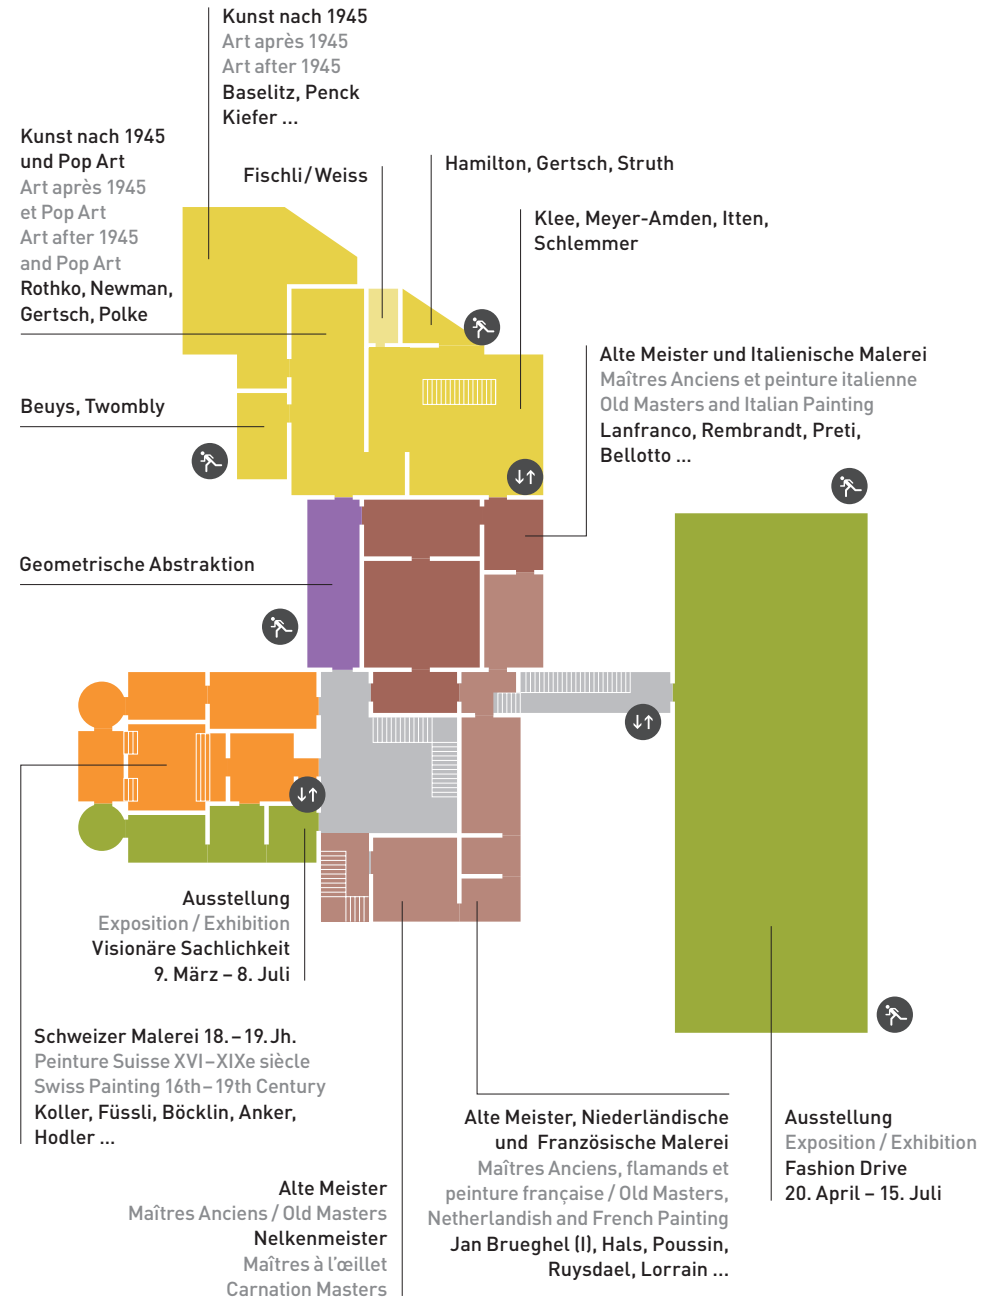 Kunst nach 1945
Art après 1945
Art after 1945
Baselitz, Penck
Kiefer ...
Kunst nach 1945
und Pop Art
Art après 1945
et Pop Art
Art after 1945
and Pop Art
Rothko, Newman,
Gertsch, Polke
Fischli/Weiss
Hamilton, Gertsch, Struth
Klee, Meyer-Amden, Itten,
Schlemmer
Alte Meister und Italienische Malerei
Maîtres Anciens et peinture italienne
Old Masters and Italian Painting
Lanfranco, Rembrandt, Preti,
Bellotto ...
Beuys, Twombly
Geometrische Abstraktion
Ausstellung
Exposition / Exhibition
Visionäre Sachlichkeit
9. März – 8. Juli
Schweizer Malerei 18. – 19. Jh.
Peinture Suisse XVI – XIXe siècle
Swiss Painting 16th – 19th Century
Koller, Füssli, Böcklin, Anker,
Hodler ...
Alte Meister
Maîtres Anciens / Old Masters
Nelkenmeister
Maîtres à l'œillet
Carnation Masters
Alte Meister, Niederländische
und Französische Malerei
Maîtres Anciens, flamands et
peinture française / Old Masters,
Netherlandish and French Painting
Jan Brueghel (I), Hals, Poussin,
Ruysdael, Lorrain ...
Ausstellung
Exposition / Exhibition
Fashion Drive
20. April – 15. Juli